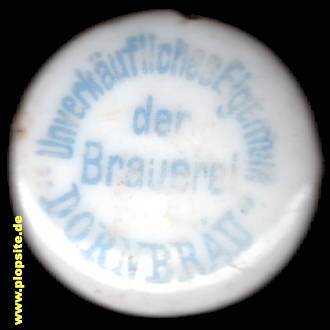 Unverkäufliches Eigentum
der
Brauerei
"DORNBRÄU"
www.plopsite.de